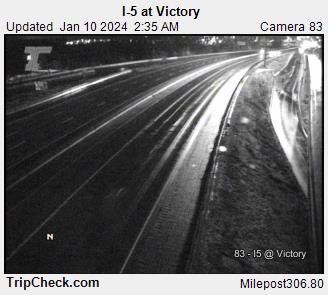 I-5 at Victory
Updated  Jan 10 2024  2:35 AM
Camera 83
N
83 - I5 @ Victory
TripCheck.com
Milepost306.80